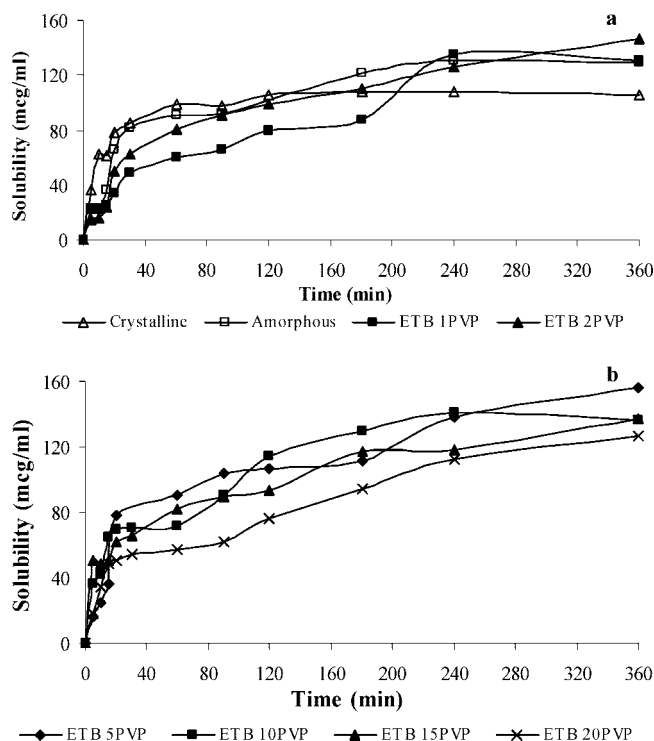 a
Solubility (mcg/ml)
160
120
80
40
0
0 40 80 120 160 200 240 280 320 360
Time (min)
Crystalline Amorphous ETB 1PVP ETB 2PVP
b
Solubility (mcg/ml)
160
120
80
40
0
0 40 80 120 160 200 240 280 320 360
Time (min)
ETB 5PVP ETB 10PVP ETB 15PVP ETB 20PVP